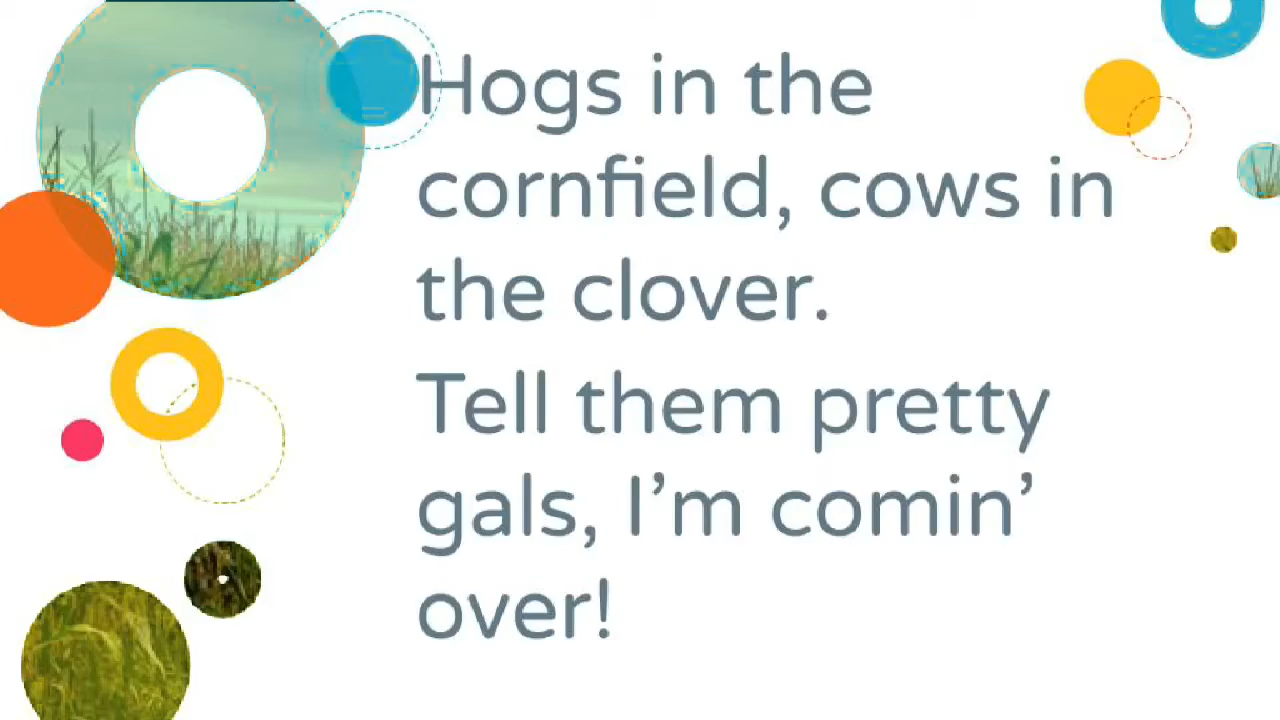 Hogs in the
cornfield, cows in
the clover.
Tell them pretty
gals, I’m comin’
over!